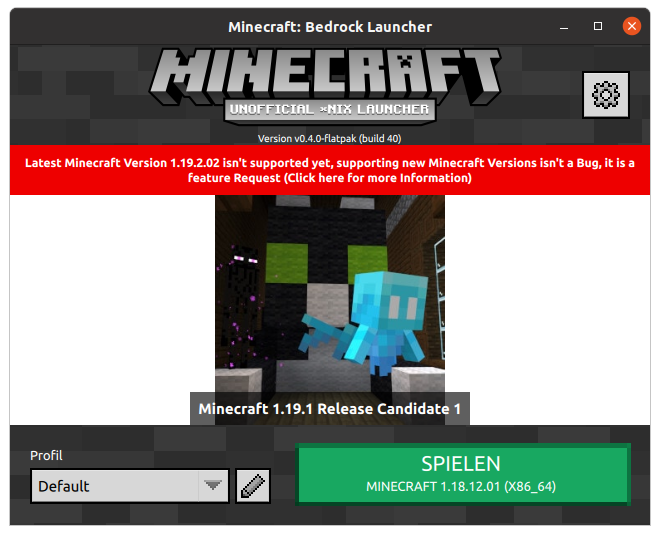 Minecraft: Bedrock Launcher
MINECRAFT
UNOFFICIAL *NIX LAUNCHER
Version v0.4.0-flatpak (build 40)
Latest Minecraft Version 1.19.2.02 isn't supported yet, supporting new Minecraft Versions isn't a Bug, it is a
feature Request (Click here for more Information)
Minecraft 1.19.1 Release Candidate 1
Profil
Default
SPIELEN
MINECRAFT 1.18.12.01 (X86_64)